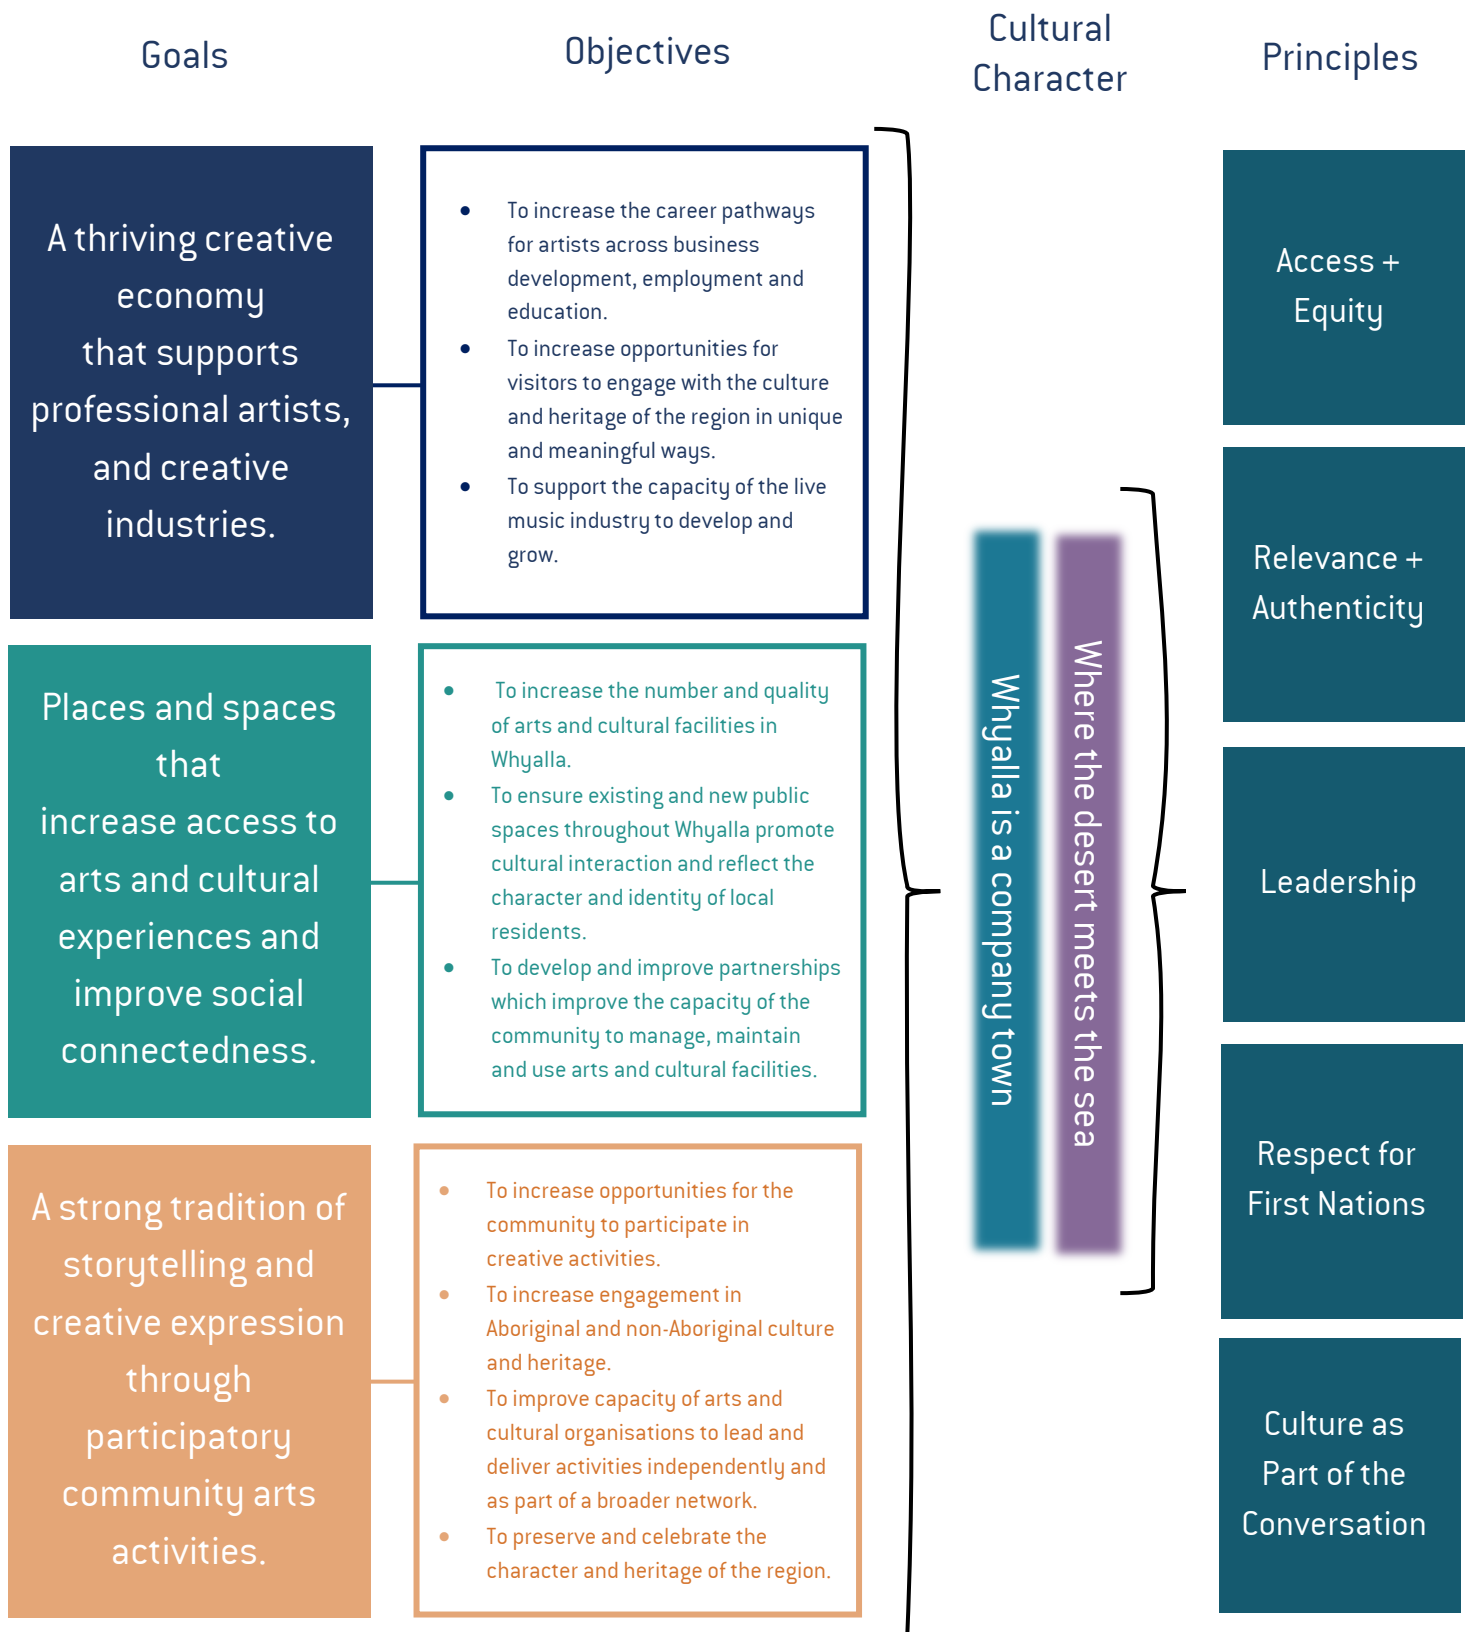 Goals
Objectives
Cultural
Character
Principles
A thriving creative
economy
that supports
professional artists,
and creative
industries.
• To increase the career pathways
for artists across business
development, employment and
education.
• To increase opportunities for
visitors to engage with the culture
and heritage of the region in unique
and meaningful ways.
• To support the capacity of the live
music industry to develop and
grow.
Places and spaces
that
increase access to
arts and cultural
experiences and
improve social
connectedness.
• To increase the number and quality
of arts and cultural facilities in
Whyalla.
• To ensure existing and new public
spaces throughout Whyalla promote
cultural interaction and reflect the
character and identity of local
residents.
• To develop and improve partnerships
which improve the capacity of the
community to manage, maintain
and use arts and cultural facilities.
A strong tradition of
storytelling and
creative expression
through
participatory
community arts
activities.
• To increase opportunities for the
community to participate in
creative activities.
• To increase engagement in
Aboriginal and non-Aboriginal culture
and heritage.
• To improve capacity of arts and
cultural organisations to lead and
deliver activities independently and
as part of a broader network.
• To preserve and celebrate the
character and heritage of the region.
Whyalla is a company town
Where the desert meets the sea
Access +
Equity
Relevance +
Authenticity
Leadership
Respect for
First Nations
Culture as
Part of the
Conversation